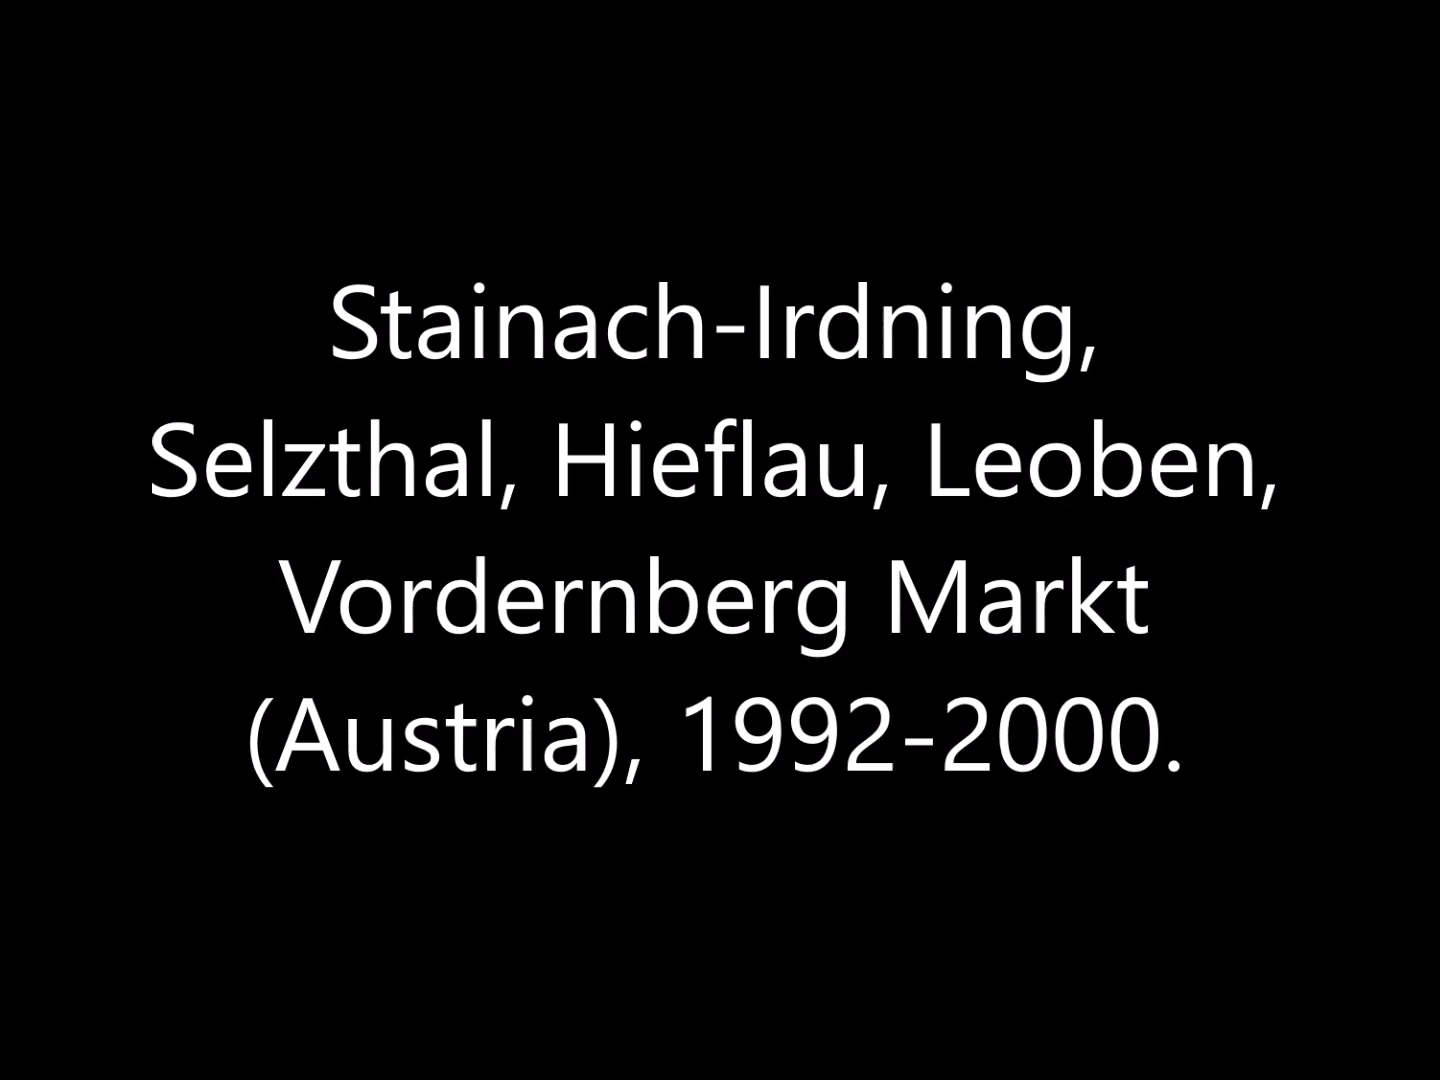 Stainach-Irdning,
Selzthal, Hieflau, Leoben,
Vordernberg Markt
(Austria), 1992-2000.